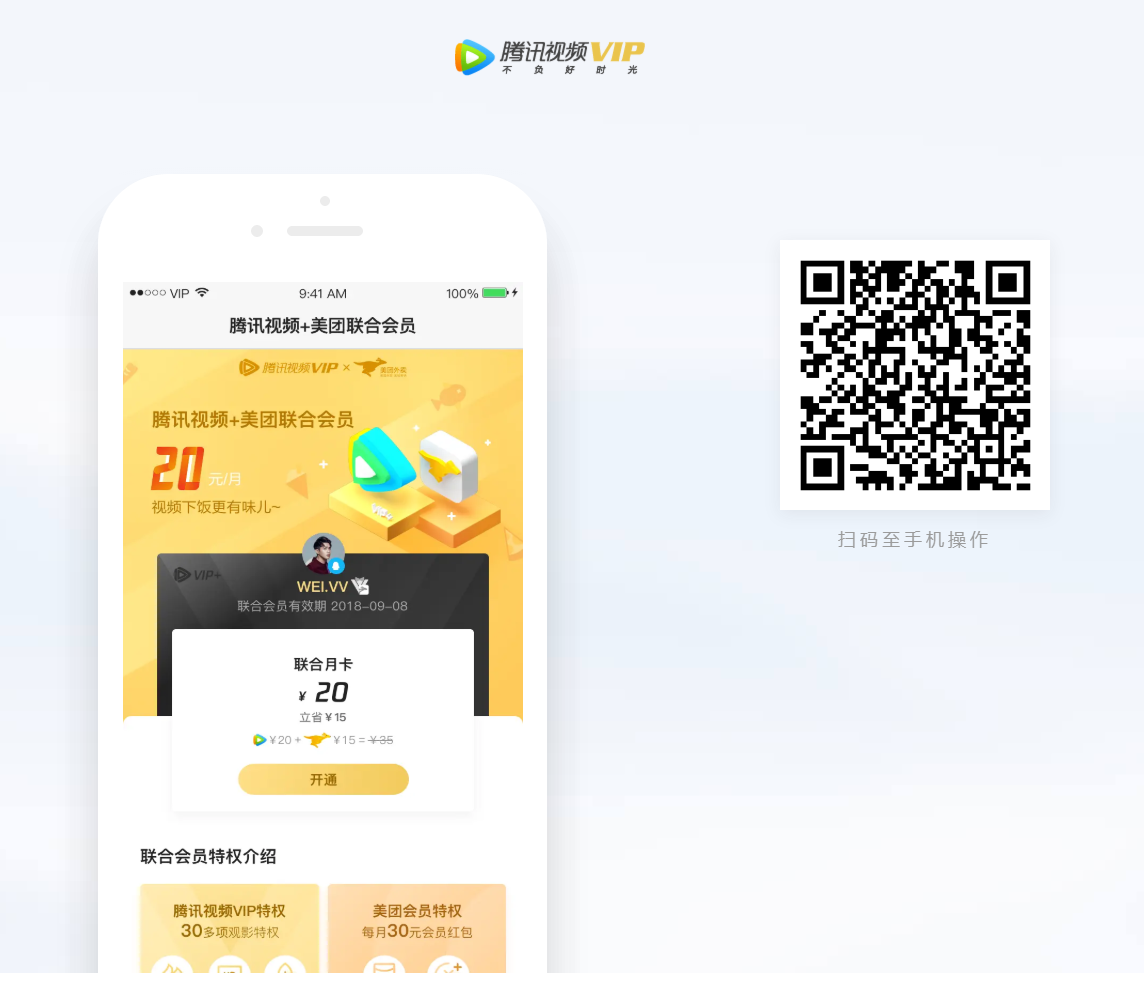 腾讯视频VIP
不负好时光
VIP
9:41 AM
100%
腾讯视频+美团联合会员
腾讯视频VIP × 美团外卖
腾讯视频+美团联合会员
20元/月
视频下饭更有味儿~
VIP+
WEI.VV
联合会员有效期 2018-09-08
联合月卡
¥ 20
立省¥15
¥20 + ¥15 = ¥35
开通
联合会员特权介绍
腾讯视频VIP特权
30多项观影特权
美团会员特权
每月30元会员红包
扫码至手机操作